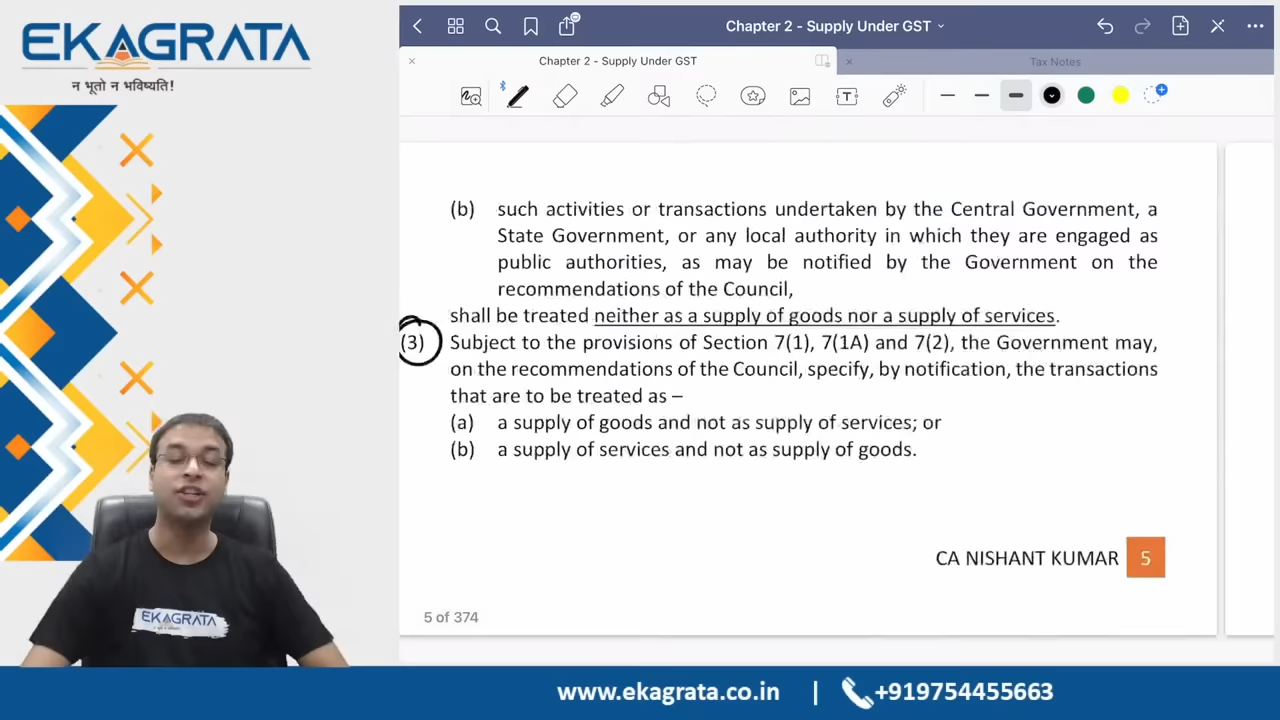 EKAGRATA
न भूतो न भविष्यति!
Chapter 2 - Supply Under GST
Chapter 2 - Supply Under GST
Tax Notes
(b) such activities or transactions undertaken by the Central Government, a
State Government, or any local authority in which they are engaged as
public authorities, as may be notified by the Government on the
recommendations of the Council,
shall be treated neither as a supply of goods nor a supply of services.
(3) Subject to the provisions of Section 7(1), 7(1A) and 7(2), the Government may,
on the recommendations of the Council, specify, by notification, the transactions
that are to be treated as –
(a) a supply of goods and not as supply of services; or
(b) a supply of services and not as supply of goods.
CA NISHANT KUMAR 5
5 of 374
EKAGRATA
www.ekagrata.co.in | +919754455663